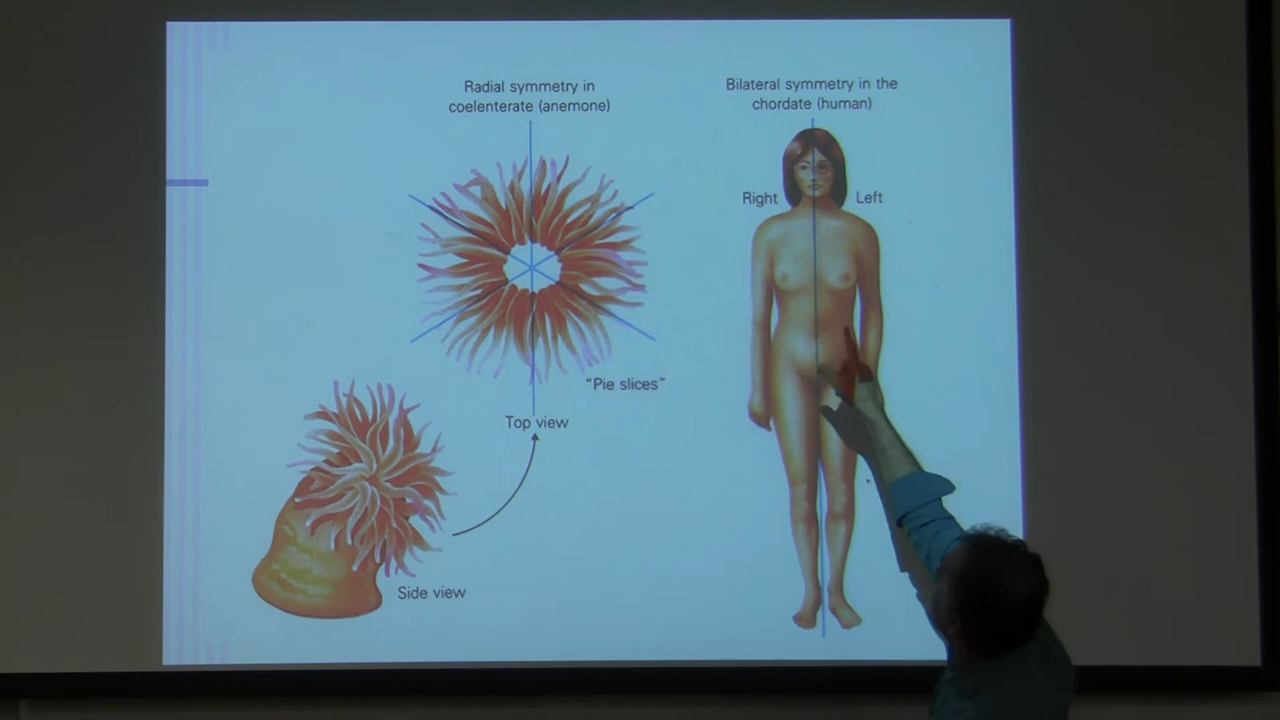 Radial symmetry in
coelenterate (anemone)
Bilateral symmetry in the
chordate (human)
Right
Left
"Pie slices"
Top view
Side view